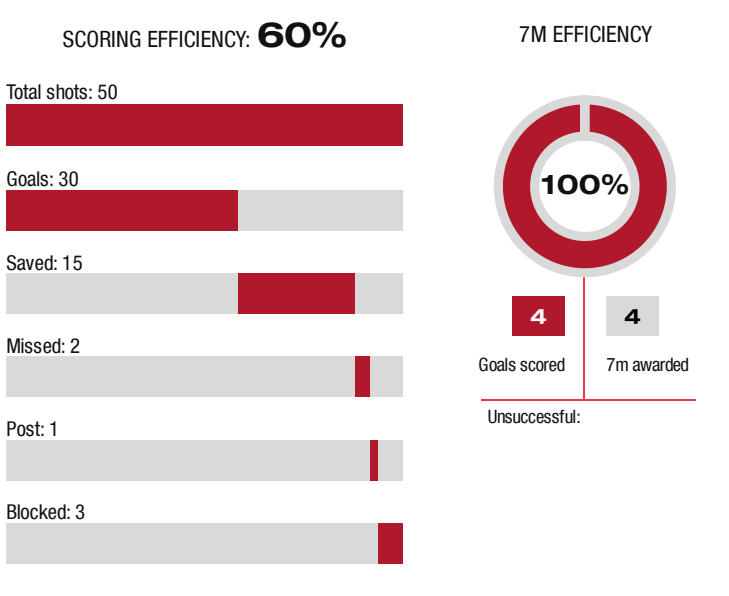 SCORING EFFICIENCY: 60%
Total shots: 50
Goals: 30
Saved: 15
Missed: 2
Post: 1
Blocked: 3
7M EFFICIENCY
100%
4
Goals scored
4
7m awarded
Unsuccessful: